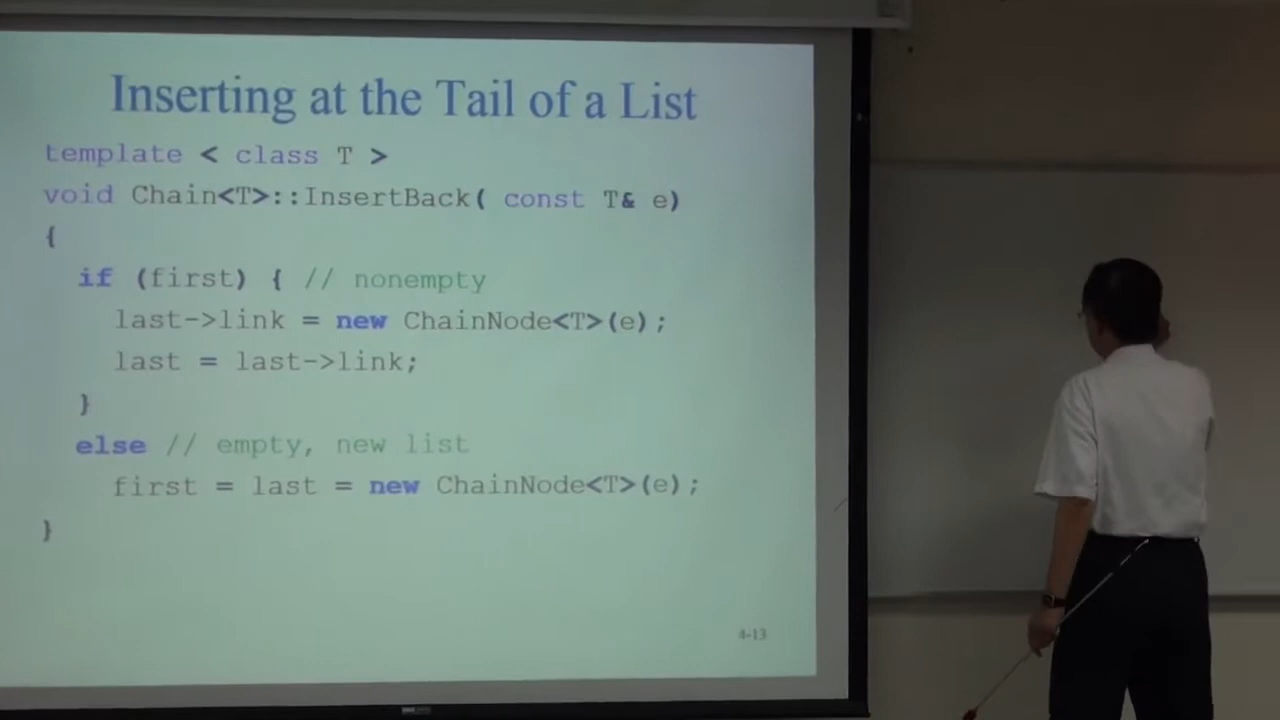 Inserting at the Tail of a List
template < class T >
void Chain<T>::InsertBack( const T& e)
{
if (first) { // nonempty
last->link = new ChainNode<T>(e);
last = last->link;
}
else // empty, new list
first = last = new ChainNode<T>(e);
}
4-13